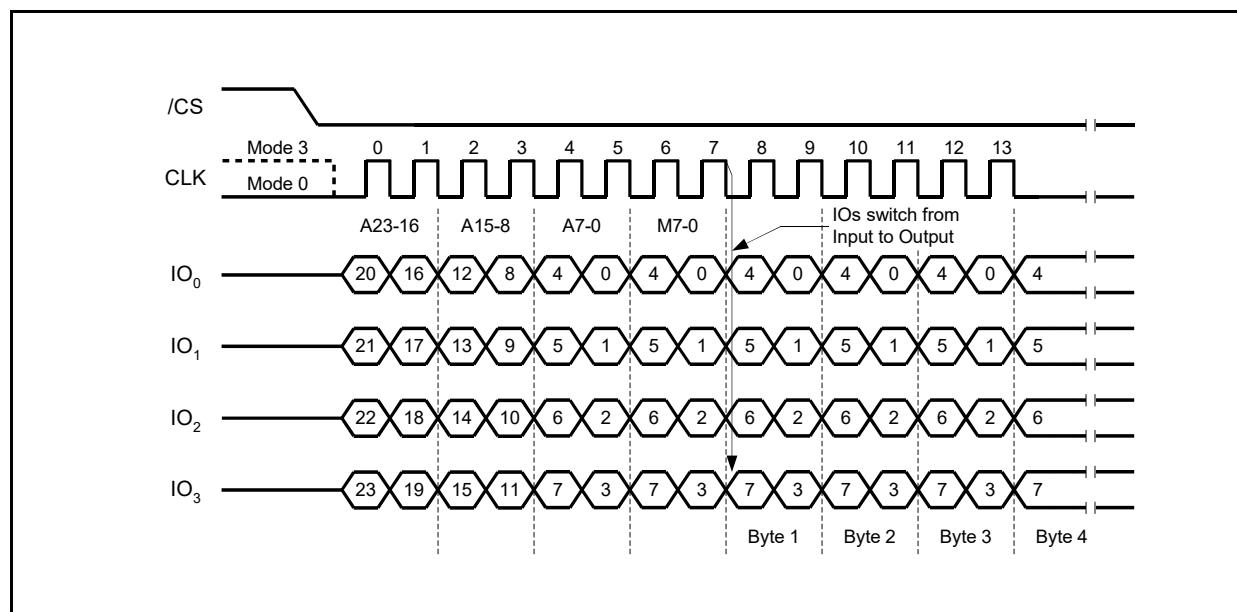 /CS
Mode 3 0 1 2 3 4 5 6 7 8 9 10 11 12 13
CLK
Mode 0
A23-16 A15-8 A7-0 M7-0 IOs switch from
Input to Output
IO0 20 16 12 8 4 0 4 0 4 0 4 0 4 0 4
IO1 21 17 13 9 5 1 5 1 5 1 5 1 5 1 5
IO2 22 18 14 10 6 2 6 2 6 2 6 2 6 2 6
IO3 23 19 15 11 7 3 7 3 7 3 7 3 7 3 7
Byte 1 Byte 2 Byte 3 Byte 4